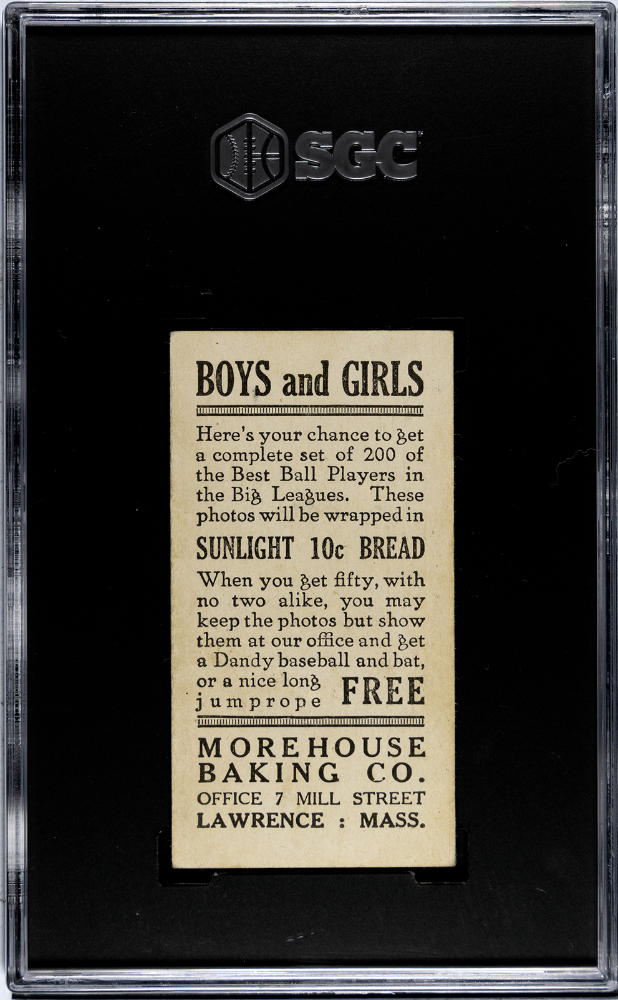 SGC
BOYS and GIRLS
Here's your chance to get
a complete set of 200 of
the Best Ball Players in
the Big Leagues. These
photos will be wrapped in
SUNLIGHT 10c BREAD
When you get fifty, with
no two alike, you may
keep the photos but show
them at our office and get
a Dandy baseball and bat,
or a nice long
jumprope FREE
MOREHOUSE
BAKING CO.
OFFICE 7 MILL STREET
LAWRENCE : MASS.